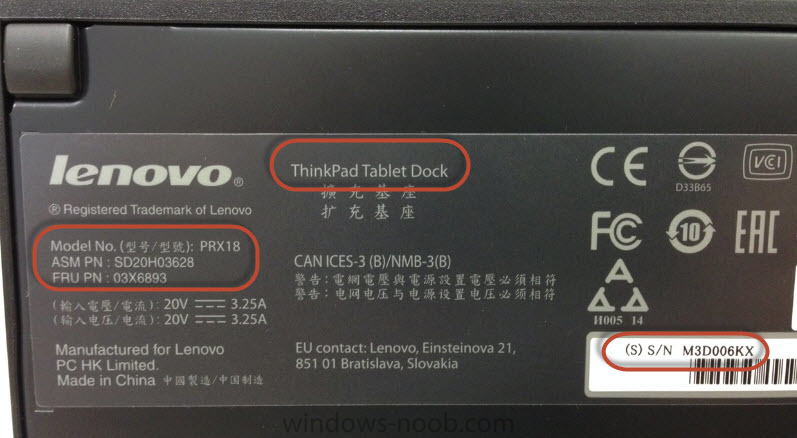 lenovo®
® Registered Trademark of Lenovo
ThinkPad Tablet Dock
擴充基座
扩充基座
Model No. (型号/型號): PRX18
ASM PN : SD20H03628
FRU PN : 03X6893
(輸入電壓/電流): 20V ⎓ 3.25A
(输入电压/电流): 20V ⎓ 3.25A
Manufactured for Lenovo
PC HK Limited.
Made in China 中國製造/中国制造
CAN ICES-3 (B)/NMB-3(B)
警告: 電網電壓與電源設置電壓必須相符
警告: 电网电压与电源设置电压必须相符
EU contact: Lenovo, Einsteinova 21,
851 01 Bratislava, Slovakia
CE
D33B65
VCI
FC
10
EAC
H005 14
(S) S/N M3D006KX
windows-noob.com